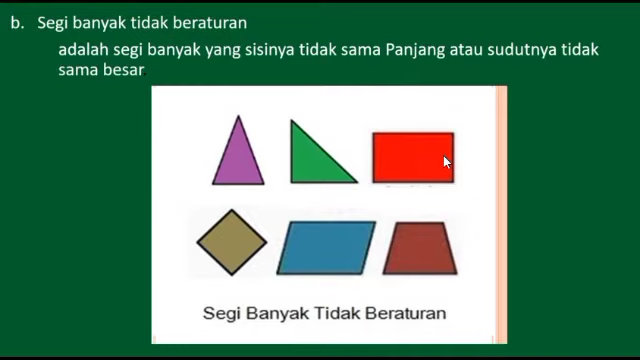 b. Segi banyak tidak beraturan
adalah segi banyak yang sisinya tidak sama Panjang atau sudutnya tidak
sama besar.
Segi Banyak Tidak Beraturan